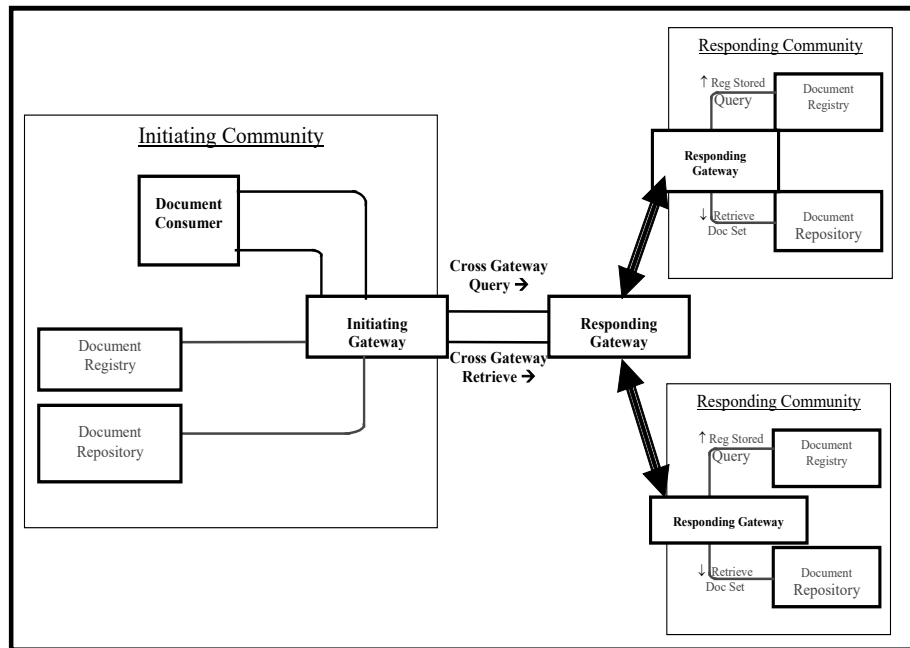 Initiating Community
Document
Consumer
Document
Registry
Document
Repository
Initiating
Gateway
Cross Gateway
Query →
Cross Gateway
Retrieve →
Responding
Gateway
Responding Community
↑ Reg Stored
Query
Document
Registry
Responding
Gateway
↓ Retrieve
Doc Set
Document
Repository
Responding Community
↑ Reg Stored
Query
Document
Registry
Responding Gateway
↓ Retrieve
Doc Set
Document
Repository